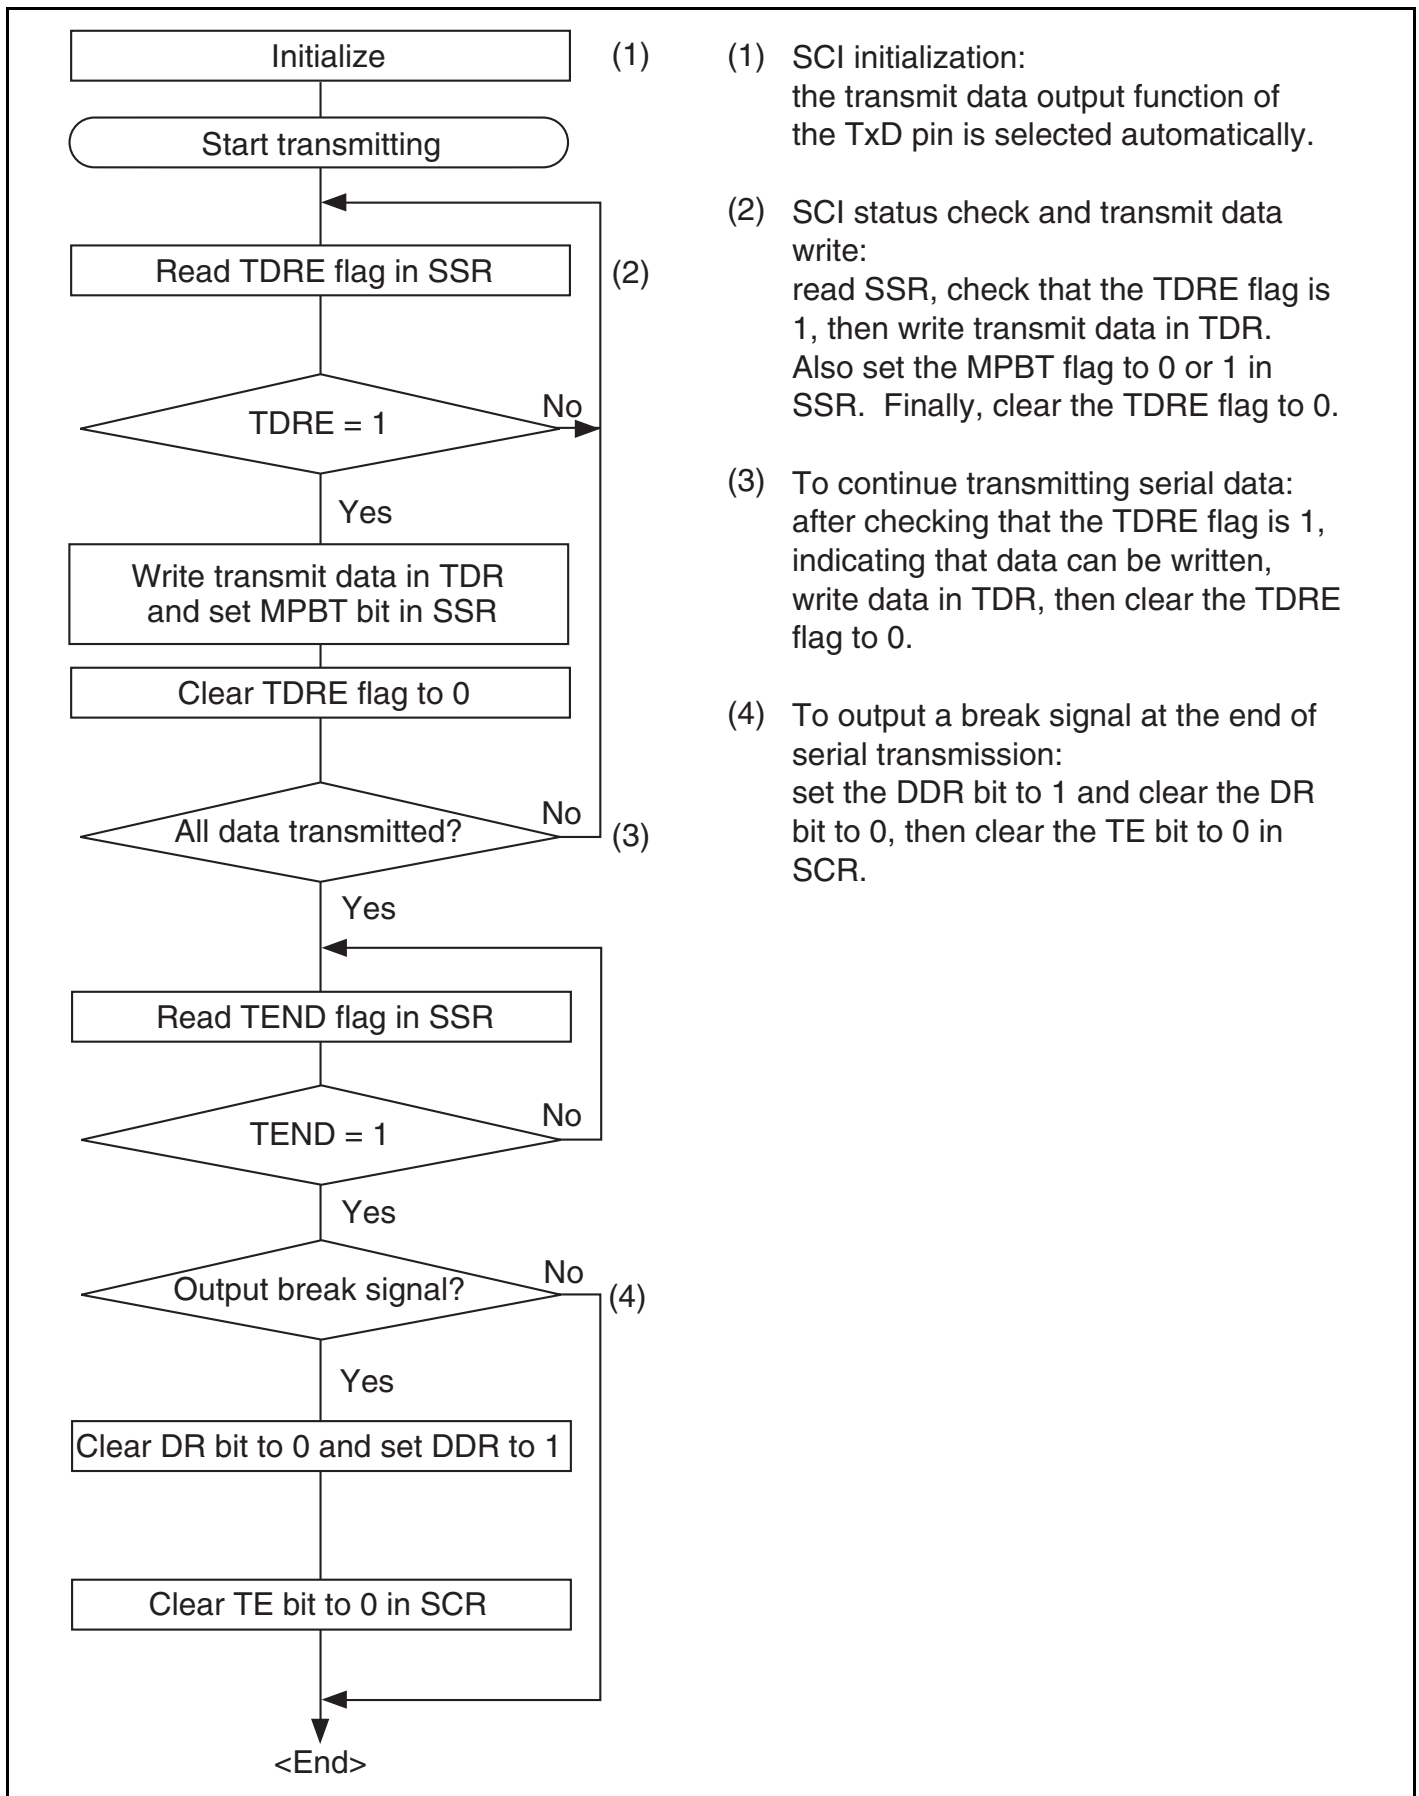 Initialize
(1)
Start transmitting
Read TDRE flag in SSR
(2)
TDRE = 1
No
Yes
Write transmit data in TDR
and set MPBT bit in SSR
Clear TDRE flag to 0
All data transmitted?
No
(3)
Yes
Read TEND flag in SSR
TEND = 1
No
Yes
Output break signal?
No
(4)
Yes
Clear DR bit to 0 and set DDR to 1
Clear TE bit to 0 in SCR
<End>
(1) SCI initialization:
the transmit data output function of
the TxD pin is selected automatically.
(2) SCI status check and transmit data
write:
read SSR, check that the TDRE flag is
1, then write transmit data in TDR.
Also set the MPBT flag to 0 or 1 in
SSR.  Finally, clear the TDRE flag to 0.
(3) To continue transmitting serial data:
after checking that the TDRE flag is 1,
indicating that data can be written,
write data in TDR, then clear the TDRE
flag to 0.
(4) To output a break signal at the end of
serial transmission:
set the DDR bit to 1 and clear the DR
bit to 0, then clear the TE bit to 0 in
SCR.